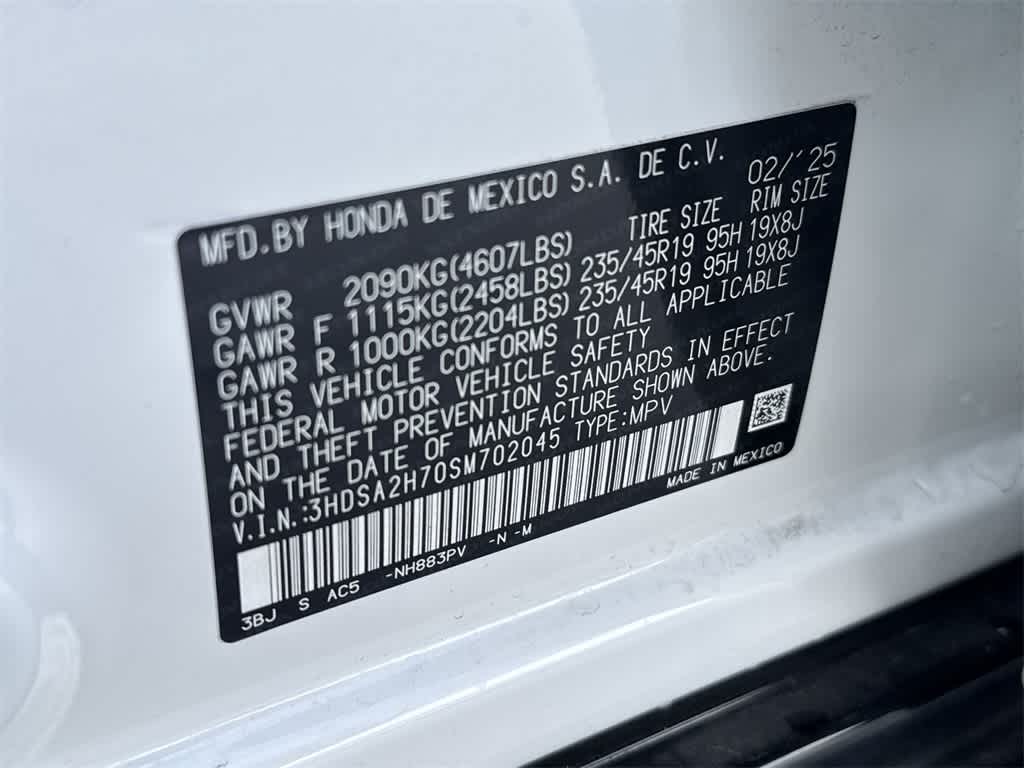 MFD.BY HONDA DE MEXICO S.A. DE C.V. 02/'25
GVWR 2090KG(4607LBS) TIRE SIZE RIM SIZE
GAWR F 1115KG(2458LBS) 235/45R19 95H 19X8J
GAWR R 1000KG(2204LBS) 235/45R19 95H 19X8J
THIS VEHICLE CONFORMS TO ALL APPLICABLE
FEDERAL MOTOR VEHICLE SAFETY
AND THEFT PREVENTION STANDARDS IN EFFECT
ON THE DATE OF MANUFACTURE SHOWN ABOVE.
V.I.N.:3HDSA2H70SM702045 TYPE:MPV
MADE IN MEXICO
3BJ S AC5 -NH883PV -N -M